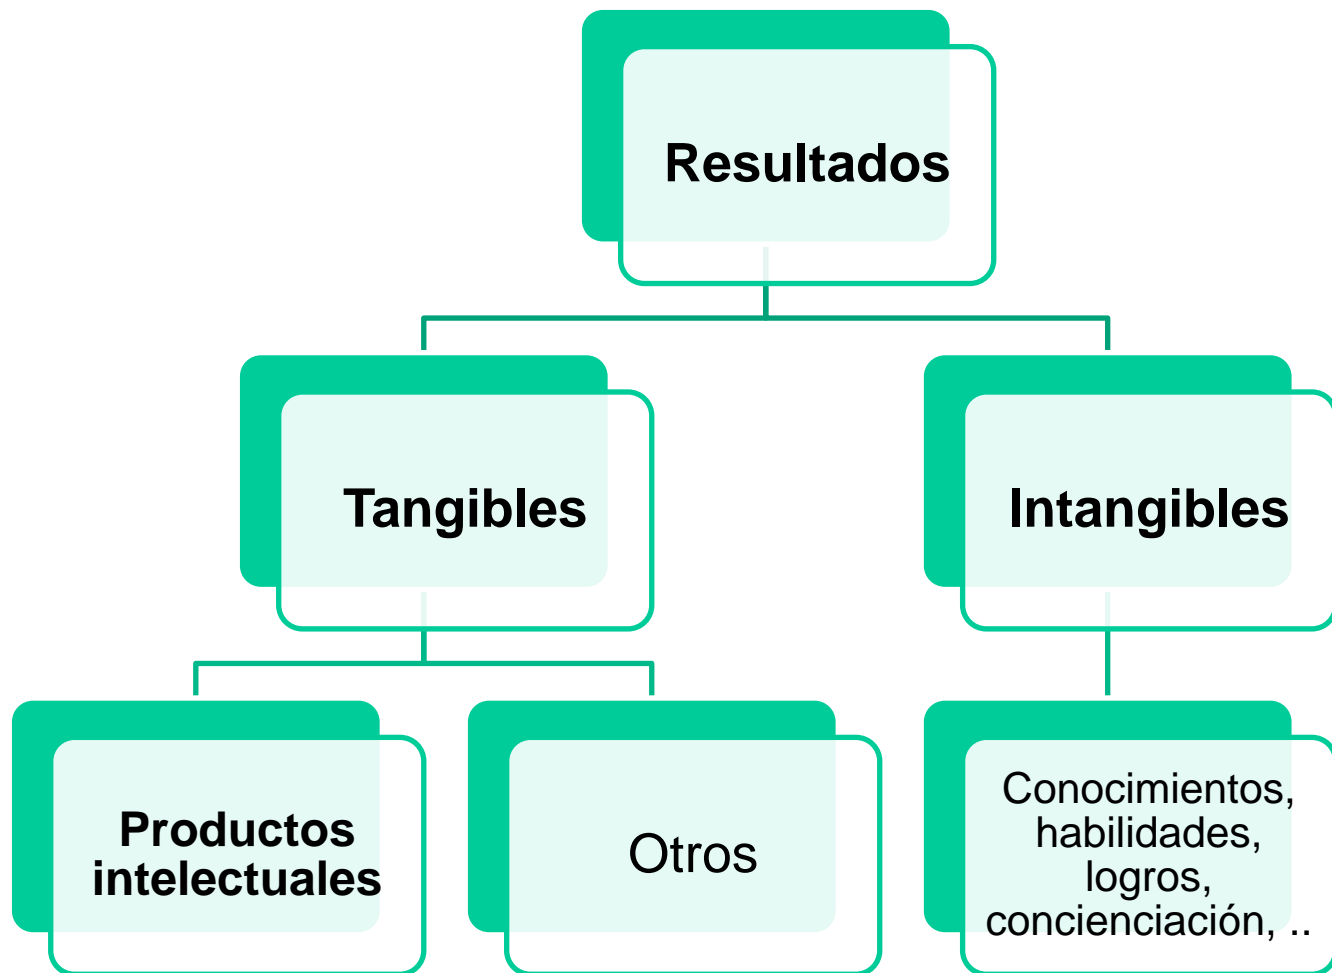 Resultados
Tangibles
Intangibles
Productos
intelectuales
Otros
Conocimientos,
habilidades,
logros,
concienciación, ..